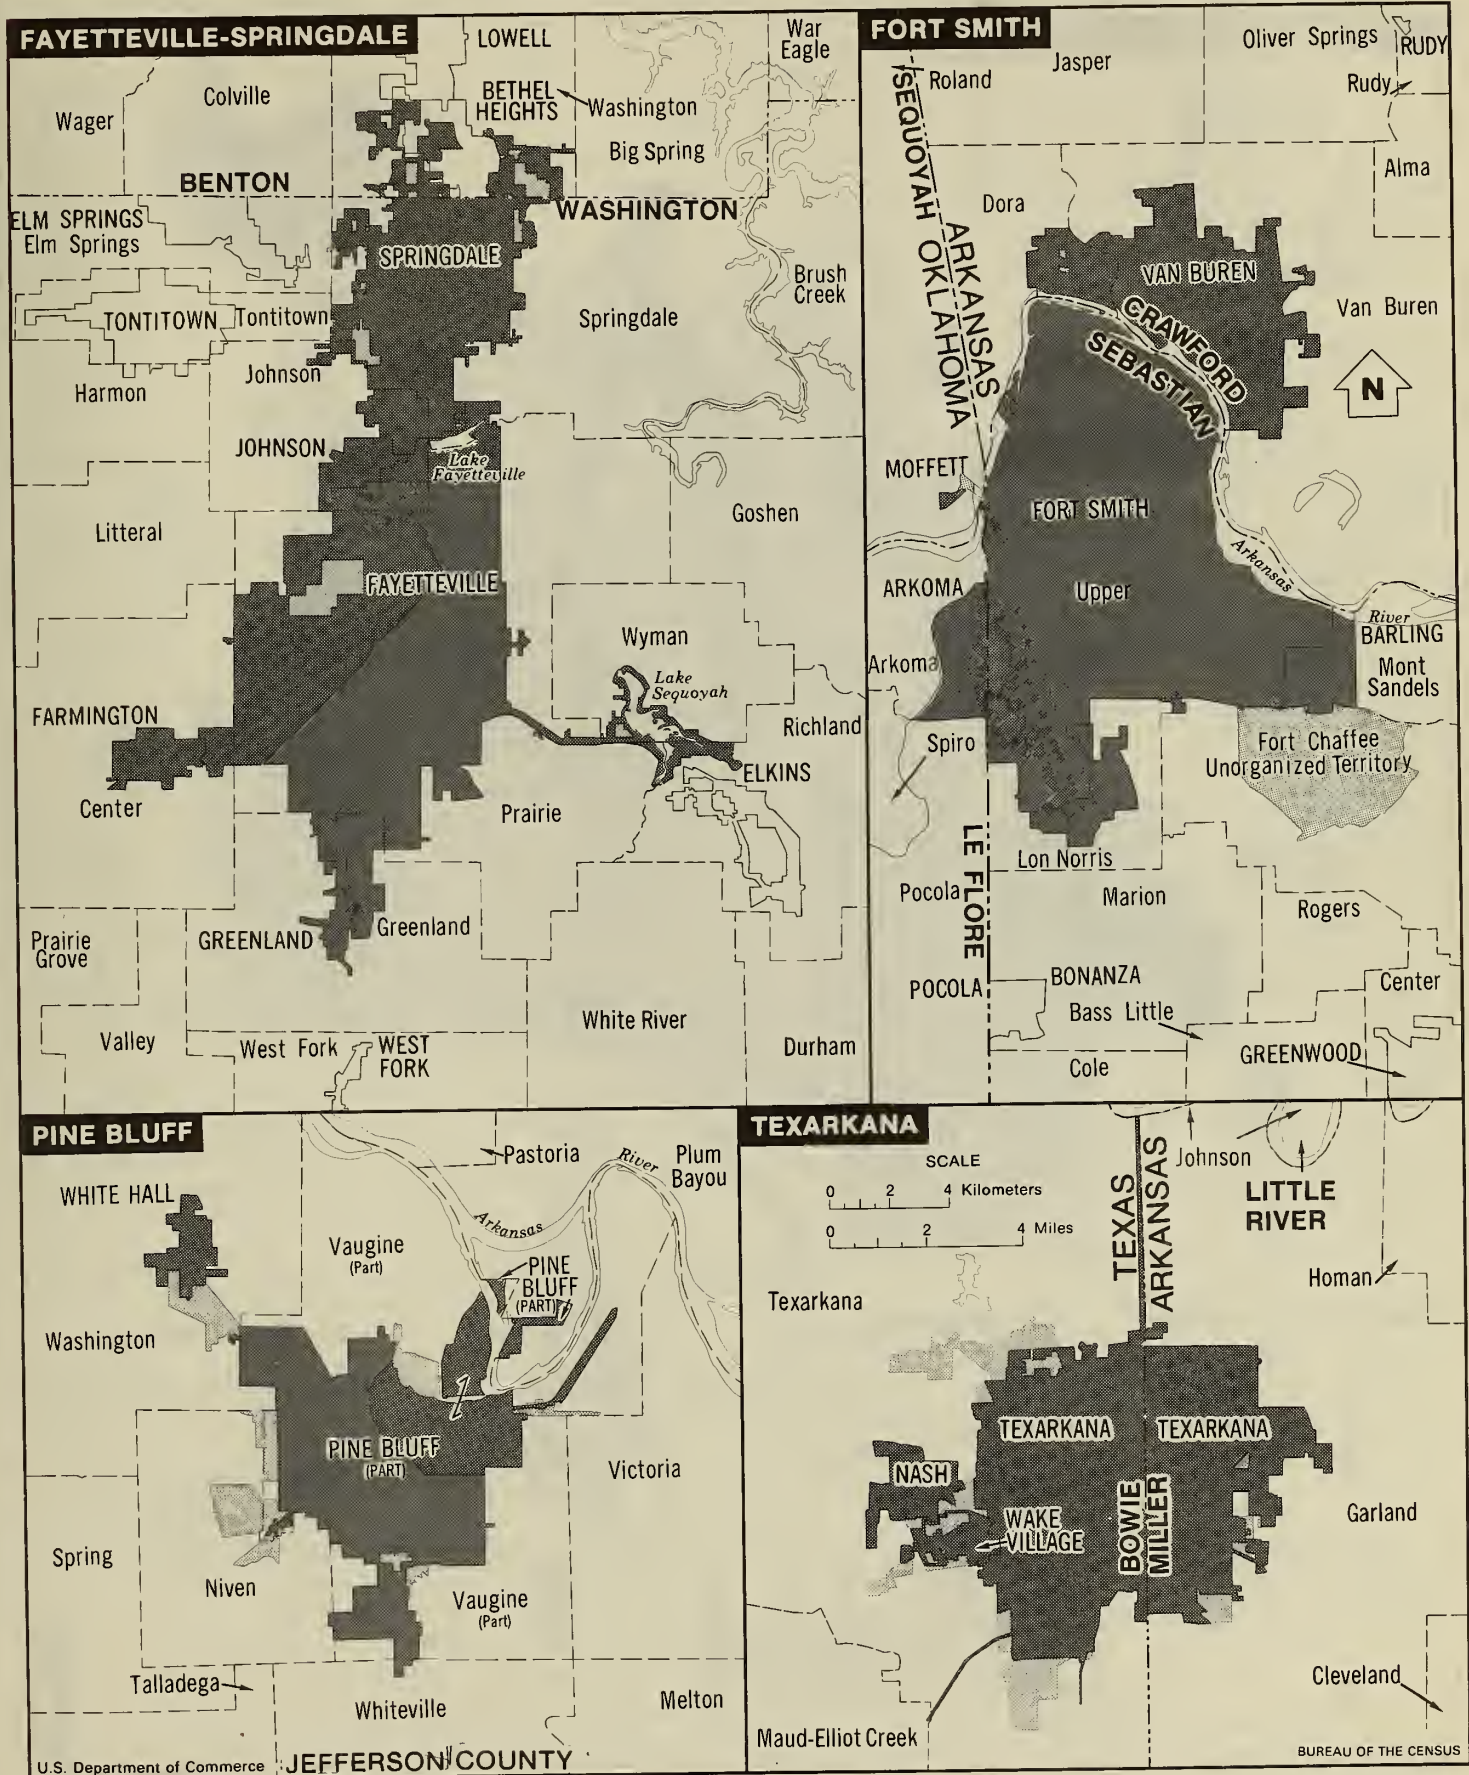 FAYETTEVILLE-SPRINGDALE
LOWELL
War
Eagle
Colville
BETHEL
HEIGHTS
Washington
Wager
Big Spring
BENTON
WASHINGTON
ELM SPRINGS
Elm Springs
SPRINGDALE
Brush
Creek
TONTITOWN
Tontitown
Springdale
Johnson
Harmon
JOHNSON
Lake
Fayetteville
Goshen
Litteral
FAYETTEVILLE
Wyman
Lake
Sequoyah
FARMINGTON
Richland
ELKINS
Center
Prairie
Prairie
Grove
GREENLAND
Greenland
White River
Valley
West Fork
WEST
FORK
Durham
FORT SMITH
Oliver Springs
RUDY
Jasper
Roland
Rudy
SEQUOYAH
OKLAHOMA
ARKANSAS
Alma
Dora
VAN BUREN
CRAWFORD
SEBASTIAN
Van Buren
N
MOFFETT
FORT SMITH
Arkansas
River
ARKOMA
Upper
BARLING
Arkoma
Mont
Sandels
Spiro
Fort Chaffee
Unorganized Territory
LE FLORE
Lon Norris
Pocola
Marion
Rogers
POCOLA
BONANZA
Center
Bass Little
GREENWOOD
Cole
PINE BLUFF
Pastoria
River
Plum
Bayou
WHITE HALL
Arkansas
Vaugine
(Part)
PINE
BLUFF
(PART)
Washington
PINE BLUFF
(PART)
Victoria
Spring
Niven
Vaugine
(Part)
Talladega
Whiteville
Melton
U.S. Department of Commerce
JEFFERSON COUNTY
TEXARKANA
SCALE
0 2 4 Kilometers
0 2 4 Miles
TEXAS
ARKANSAS
Johnson
LITTLE
RIVER
Homan
Texarkana
TEXARKANA
TEXARKANA
NASH
WAKE
VILLAGE
BOWIE
MILLER
Garland
Cleveland
Maud-Elliot Creek
BUREAU OF THE CENSUS